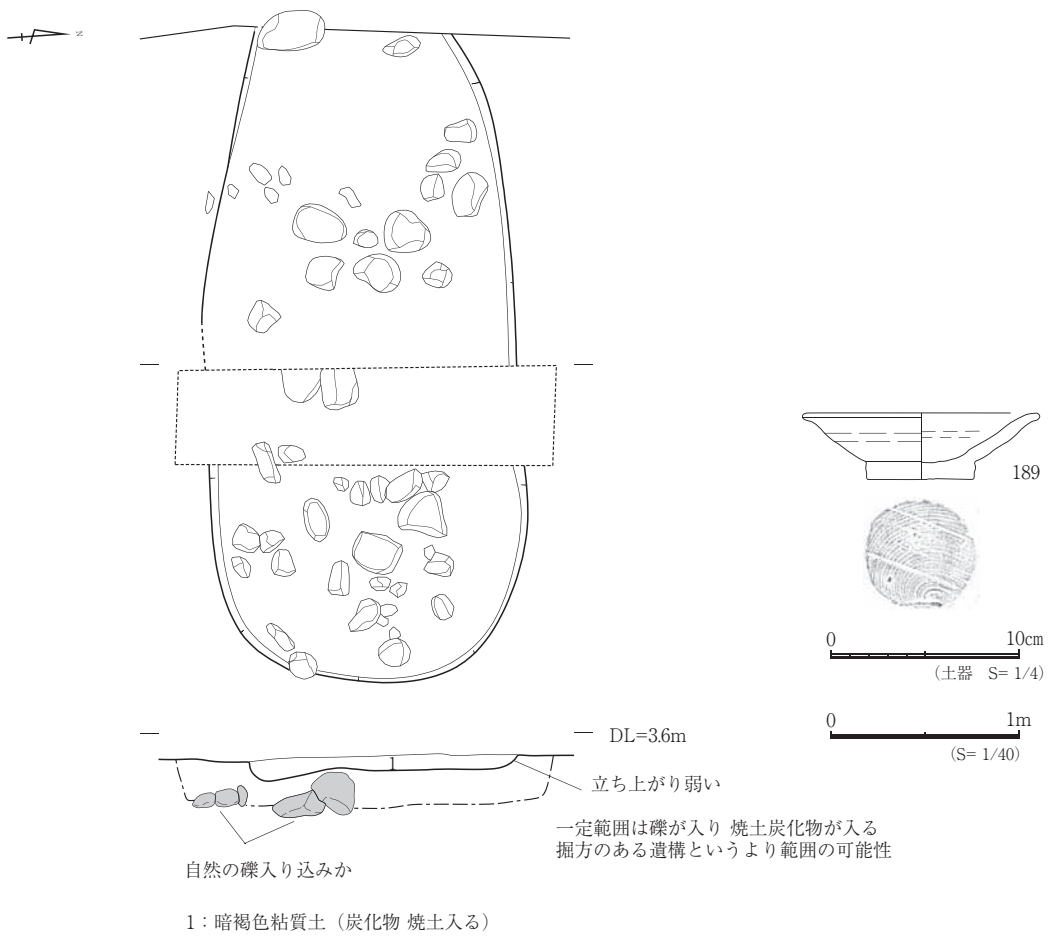 N
189
0 10cm
(土器 S= 1/4)
0 1m
(S= 1/40)
DL=3.6m
1
立ち上がり弱い
一定範囲は礫が入り 焼土炭化物が入る
掘方のある遺構というより範囲の可能性
自然の礫入り込みか
1：暗褐色粘質土（炭化物 焼土入る）